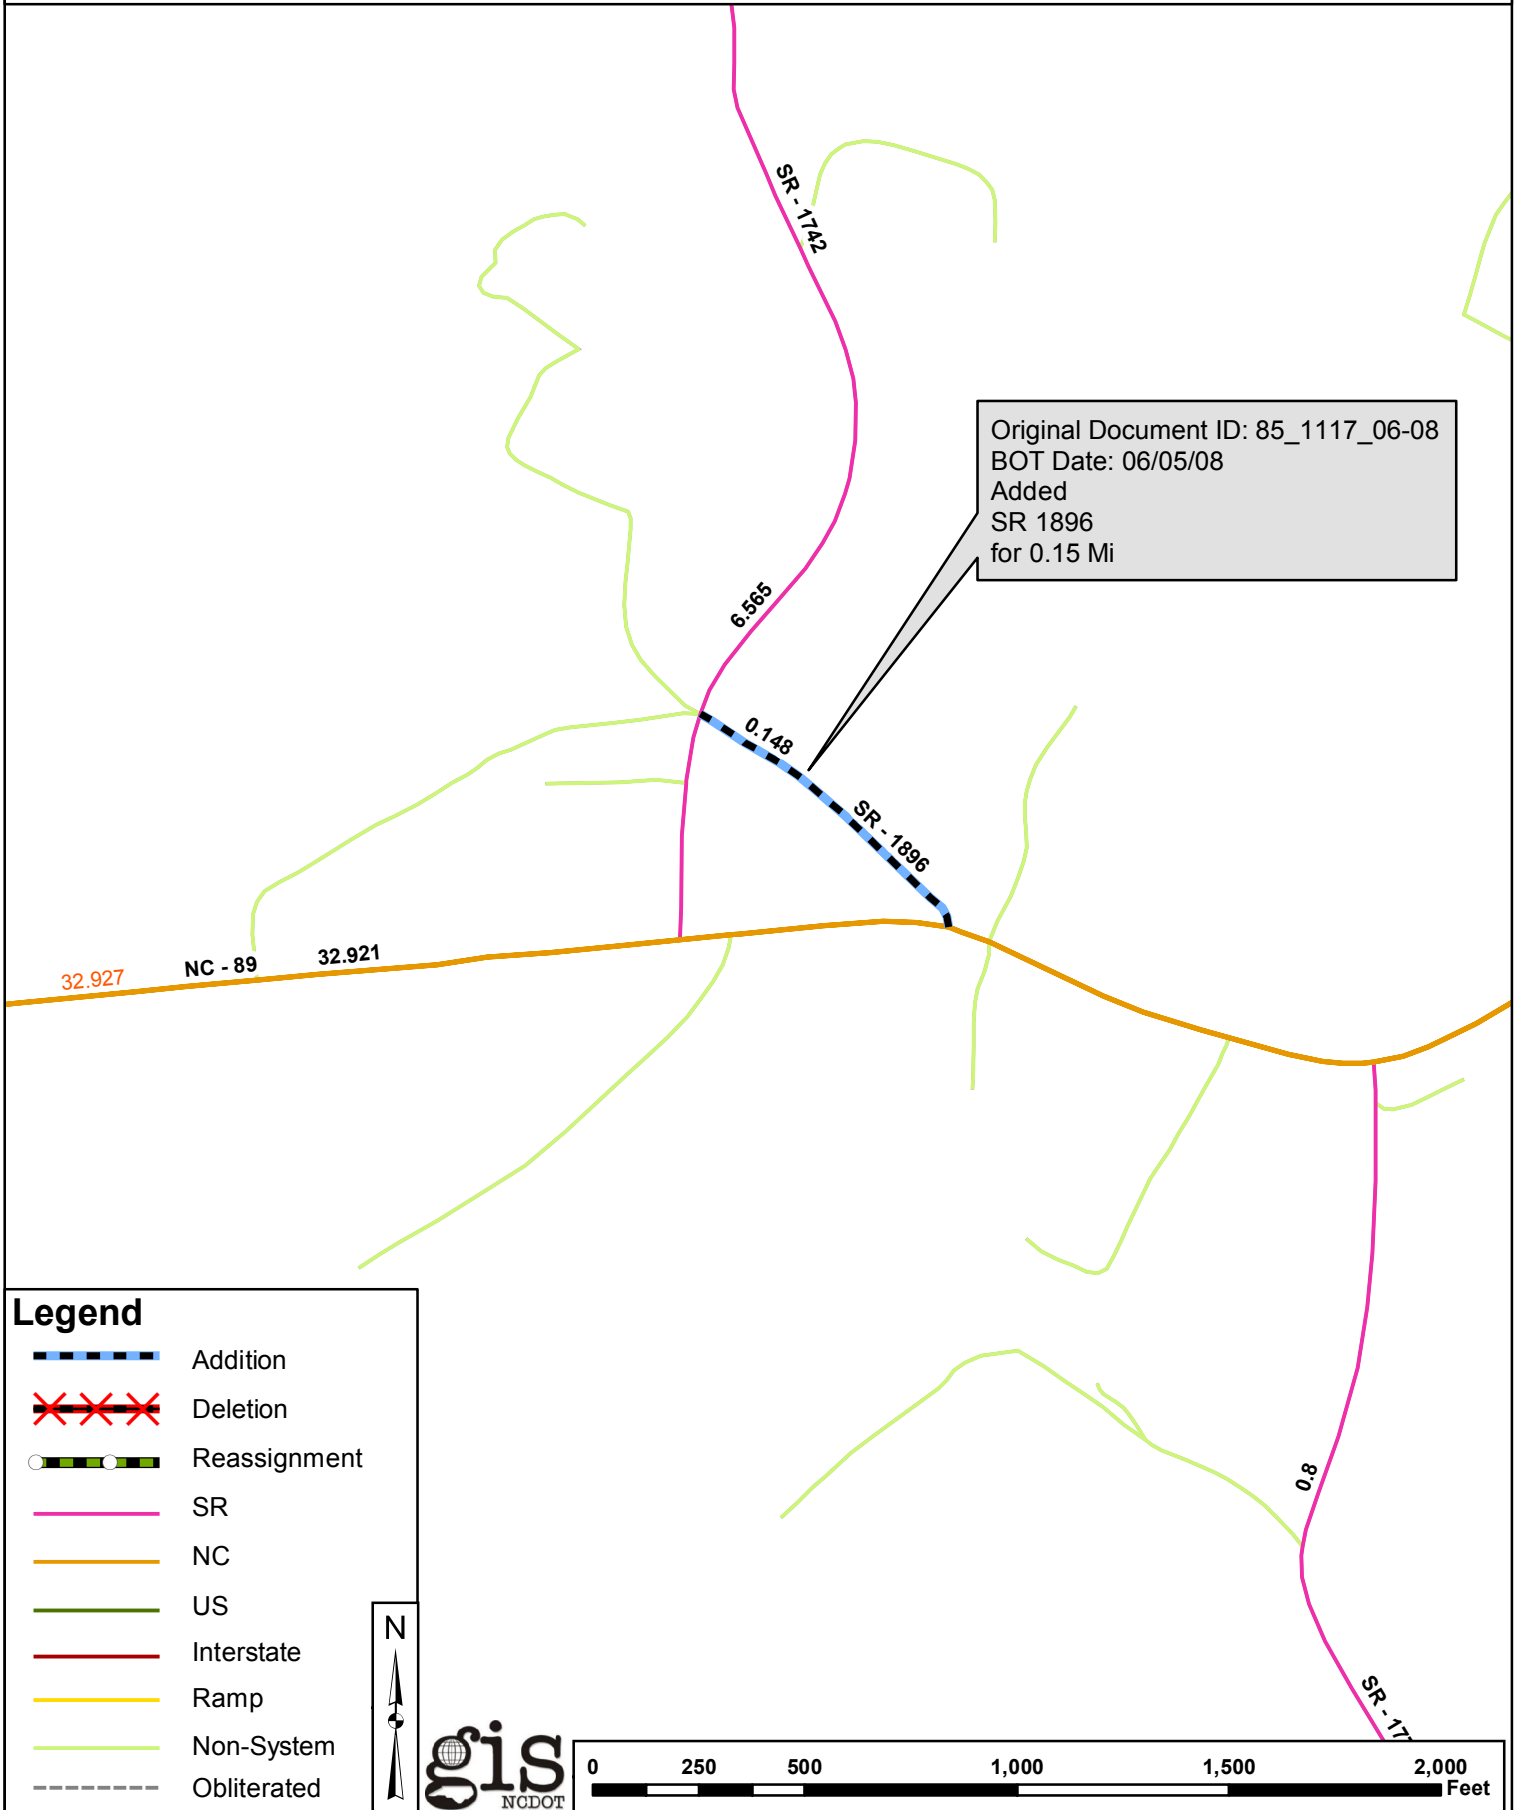 SR - 1742
Original Document ID: 85_1117_06-08
BOT Date: 06/05/08
Added
SR 1896
for 0.15 Mi
6.565
0.148
SR - 1896
32.927
NC - 89
32.921
0.8
SR - 17
Legend
Addition
Deletion
Reassignment
SR
NC
US
Interstate
Ramp
Non-System
Obliterated
N
gis
NCDOT
0 250 500 1,000 1,500 2,000
Feet